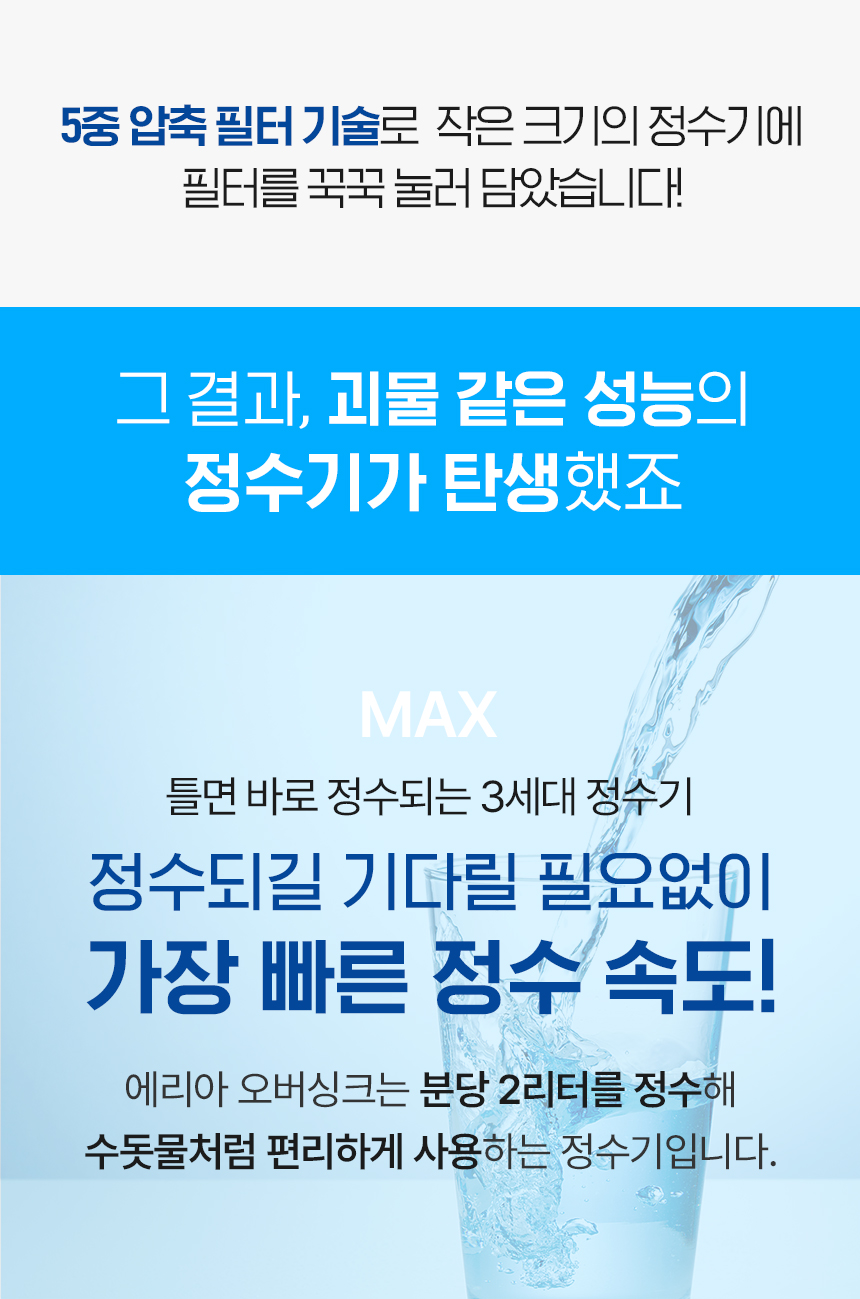 5중 압축 필터 기술로 작은 크기의 정수기에
필터를 꾹꾹 눌러 담았습니다!
그 결과, 괴물 같은 성능의
정수기가 탄생했죠
MAX
틀면 바로 정수되는 3세대 정수기
정수되길 기다릴 필요없이
가장 빠른 정수 속도!
에리아 오버싱크는 분당 2리터를 정수해
수돗물처럼 편리하게 사용하는 정수기입니다.